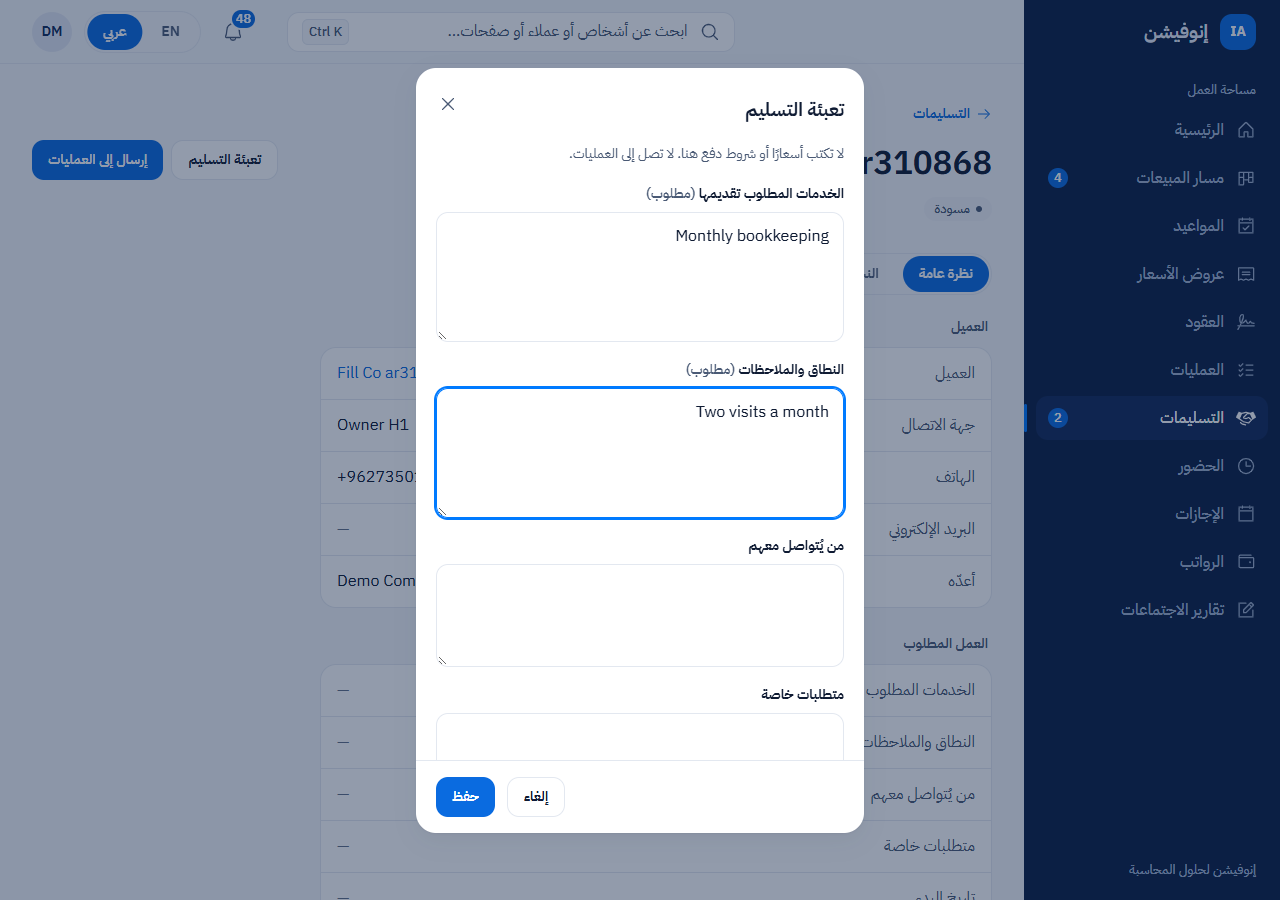 IA إنوفيشن
مساحة العمل
الرئيسية
مسار المبيعات 4
المواعيد
عروض الأسعار
العقود
العمليات
التسليمات 2
الحضور
الإجازات
الرواتب
تقارير الاجتماعات
إنوفيشن لحلول المحاسبة
ابحث عن أشخاص أو عملاء أو صفحات... Ctrl K
48
EN عربي
DM
التسليمات
r310868
مسودة
تعبئة التسليم
إرسال إلى العمليات
نظرة عامة
العميل
العميل Fill Co ar31
جهة الاتصال Owner H1
الهاتف +9627350
البريد الإلكتروني —
أعدّه Demo Com
العمل المطلوب
الخدمات المطلوب —
النطاق والملاحظات —
من يُتواصل معهم —
متطلبات خاصة —
تاريخ البدء —
تعبئة التسليم
لا تكتب أسعارًا أو شروط دفع هنا. لا تصل إلى العمليات.
الخدمات المطلوب تقديمها (مطلوب)
Monthly bookkeeping
النطاق والملاحظات (مطلوب)
Two visits a month
من يُتواصل معهم
متطلبات خاصة
إلغاء
حفظ